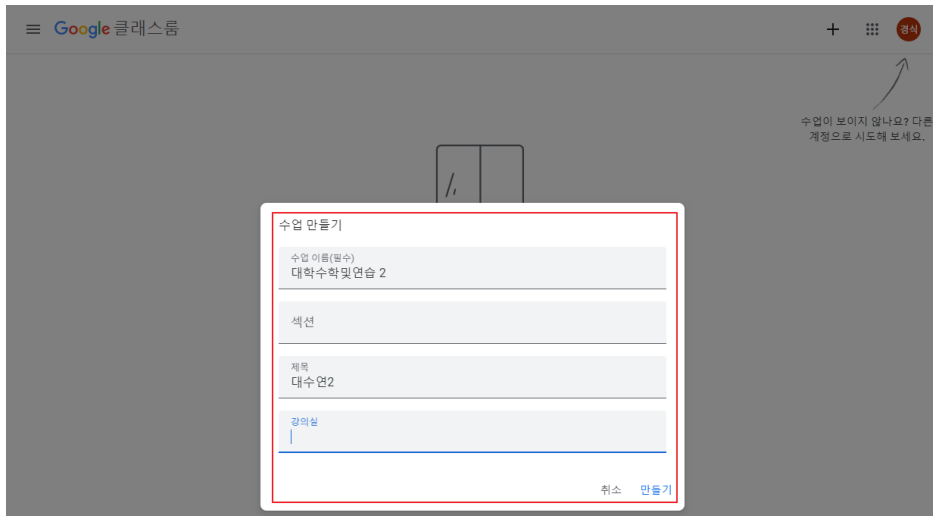 Google 클래스룸
경식
수업이 보이지 않나요? 다른
계정으로 시도해 보세요.
수업 만들기
수업 이름(필수)
대학수학및연습 2
섹션
제목
대수연2
강의실
취소 만들기